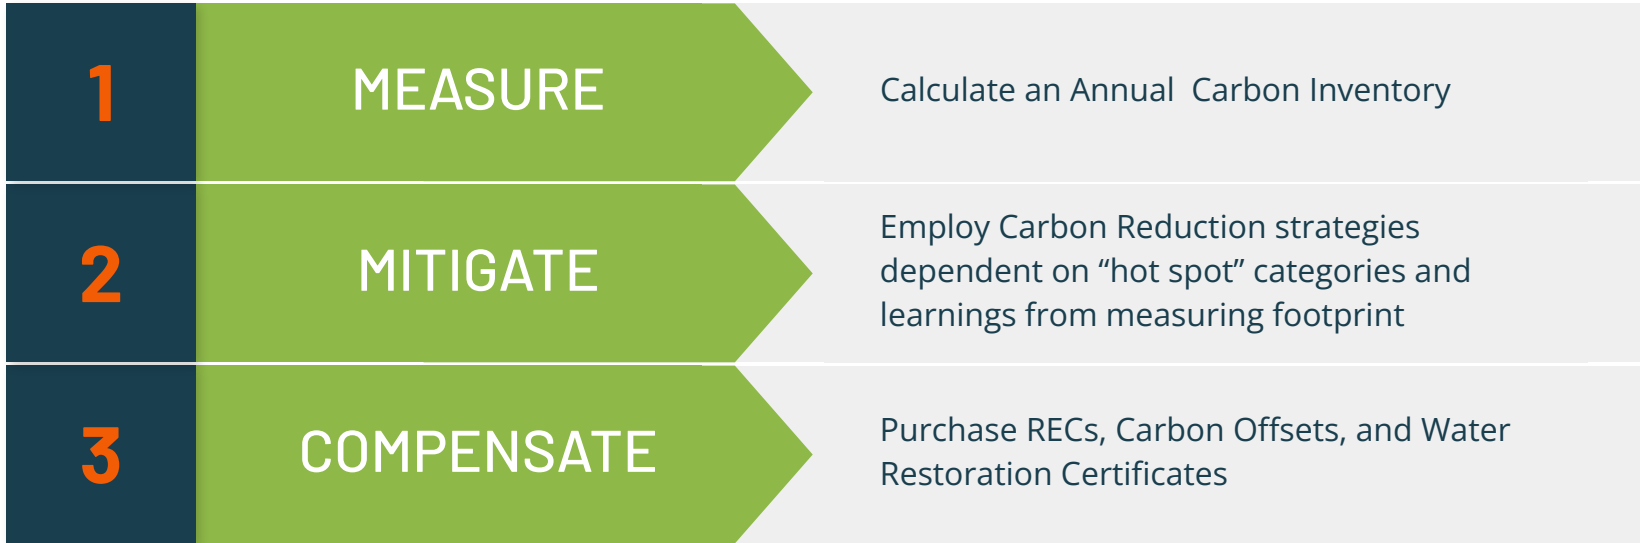 1
MEASURE
Calculate an Annual  Carbon Inventory
2
MITIGATE
Employ Carbon Reduction strategies
dependent on “hot spot” categories and
learnings from measuring footprint
3
COMPENSATE
Purchase RECs, Carbon Offsets, and Water
Restoration Certificates